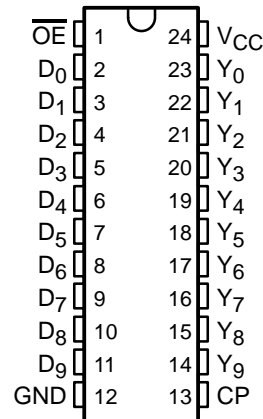 OE 1 24 VCC
D0 2 23 Y0
D1 3 22 Y1
D2 4 21 Y2
D3 5 20 Y3
D4 6 19 Y4
D5 7 18 Y5
D6 8 17 Y6
D7 9 16 Y7
D8 10 15 Y8
D9 11 14 Y9
GND 12 13 CP